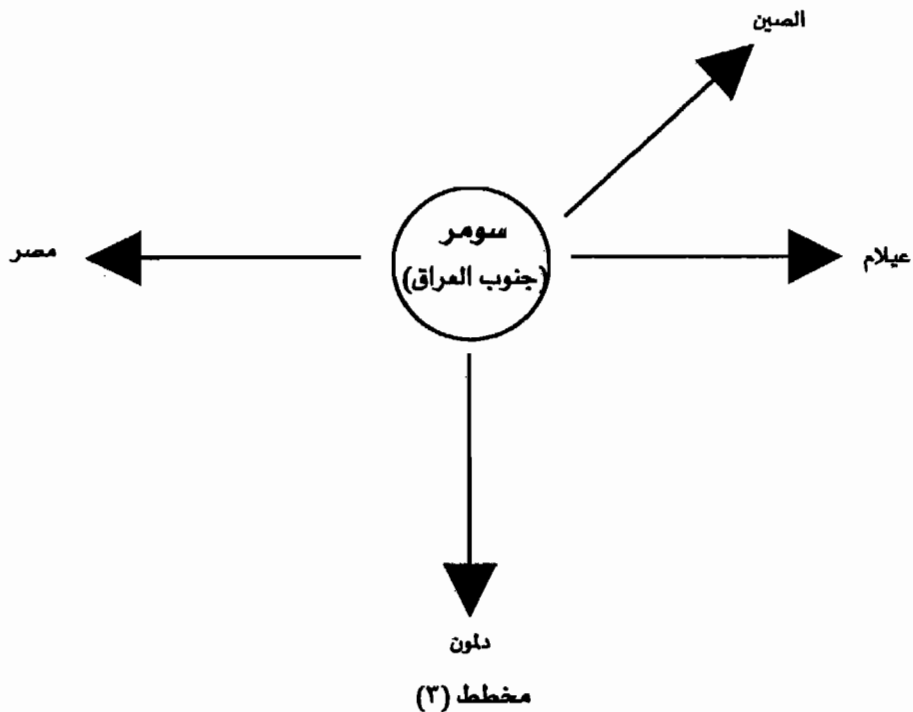 الصين
سومر
(جنوب العراق)
عيلام
مصر
دلمون
مخطط (٣)